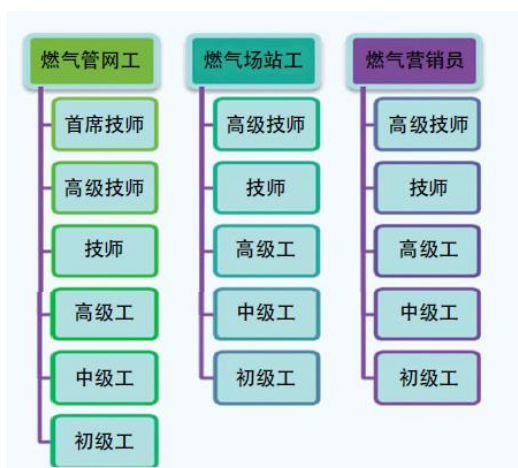 燃气管网工
首席技师
高级技师
技师
高级工
中级工
初级工
燃气场站工
高级技师
技师
高级工
中级工
初级工
燃气营销员
高级技师
技师
高级工
中级工
初级工